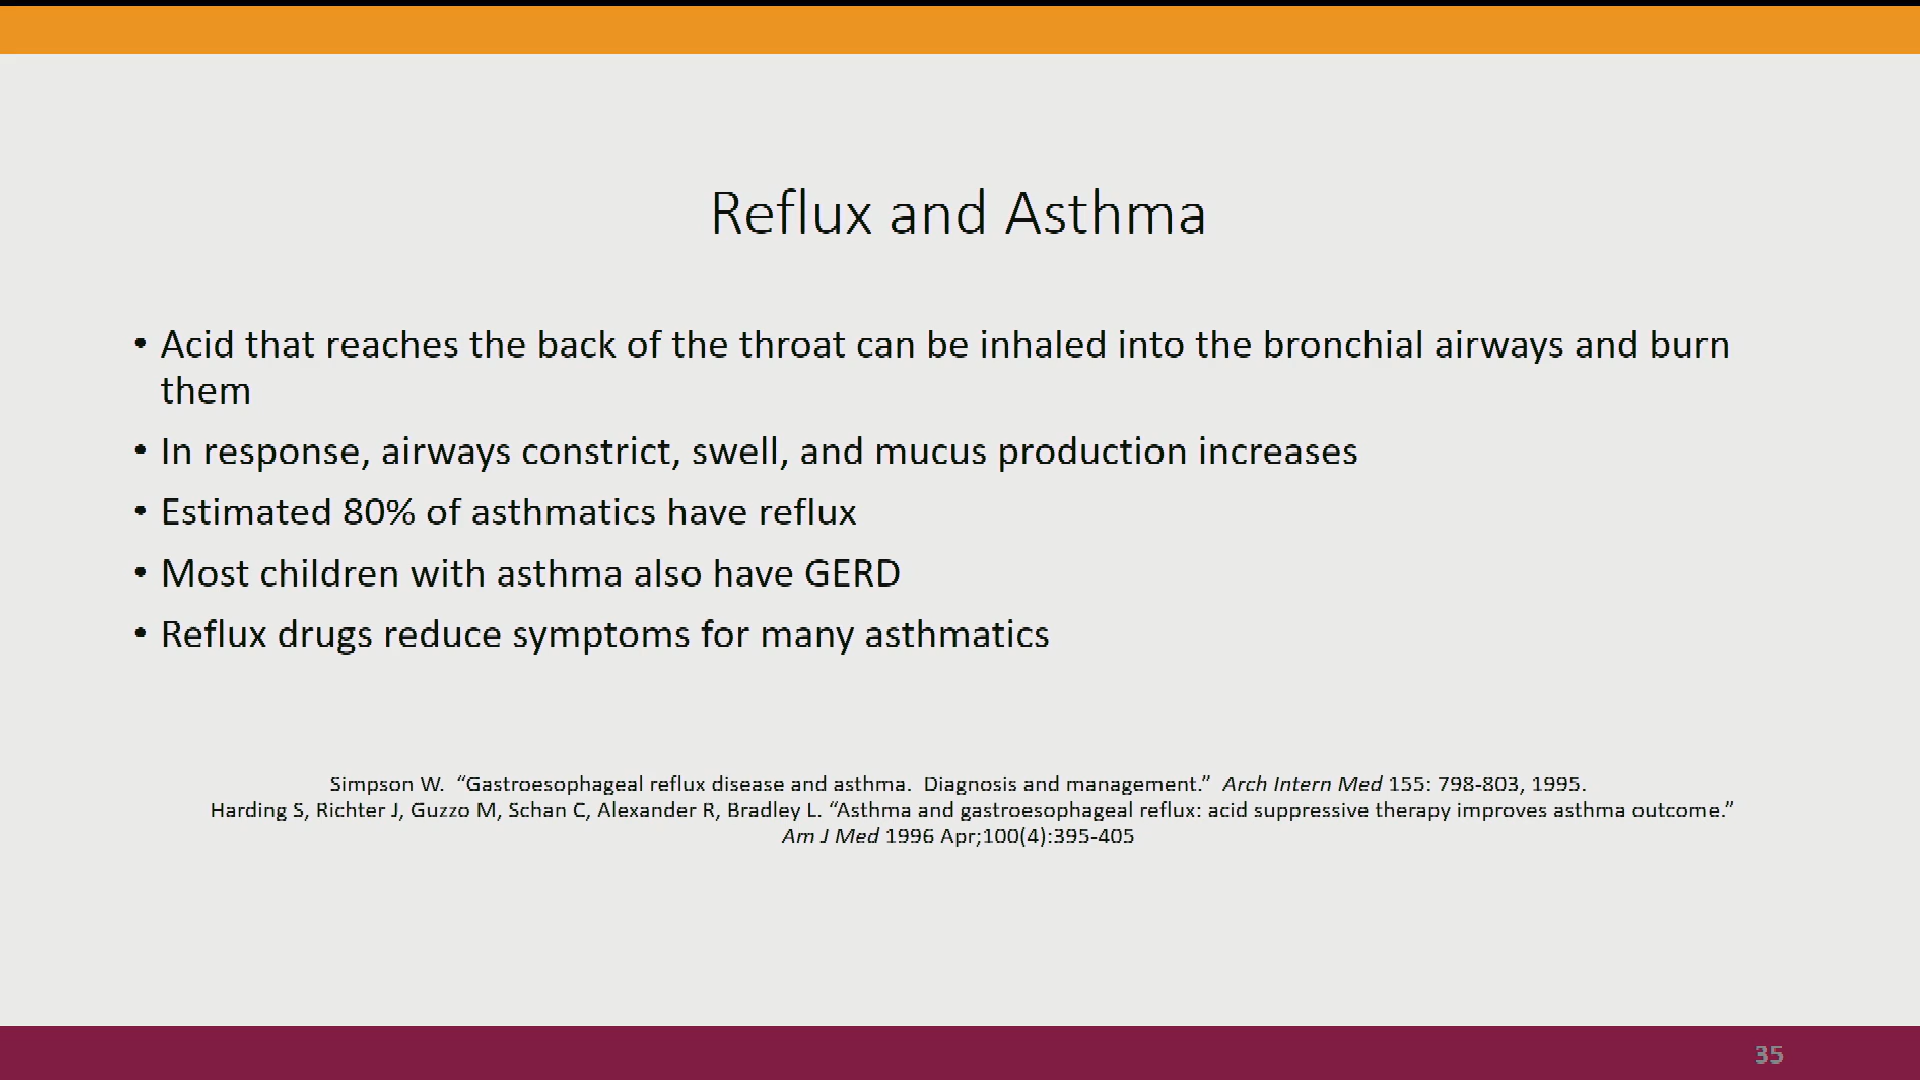 Reflux and Asthma
• Acid that reaches the back of the throat can be inhaled into the bronchial airways and burn
them
• In response, airways constrict, swell, and mucus production increases
• Estimated 80% of asthmatics have reflux
• Most children with asthma also have GERD
• Reflux drugs reduce symptoms for many asthmatics
Simpson W.  “Gastroesophageal reflux disease and asthma.  Diagnosis and management.”  Arch Intern Med 155: 798-803, 1995.
Harding S, Richter J, Guzzo M, Schan C, Alexander R, Bradley L. “Asthma and gastroesophageal reflux: acid suppressive therapy improves asthma outcome.”
Am J Med 1996 Apr;100(4):395-405
35